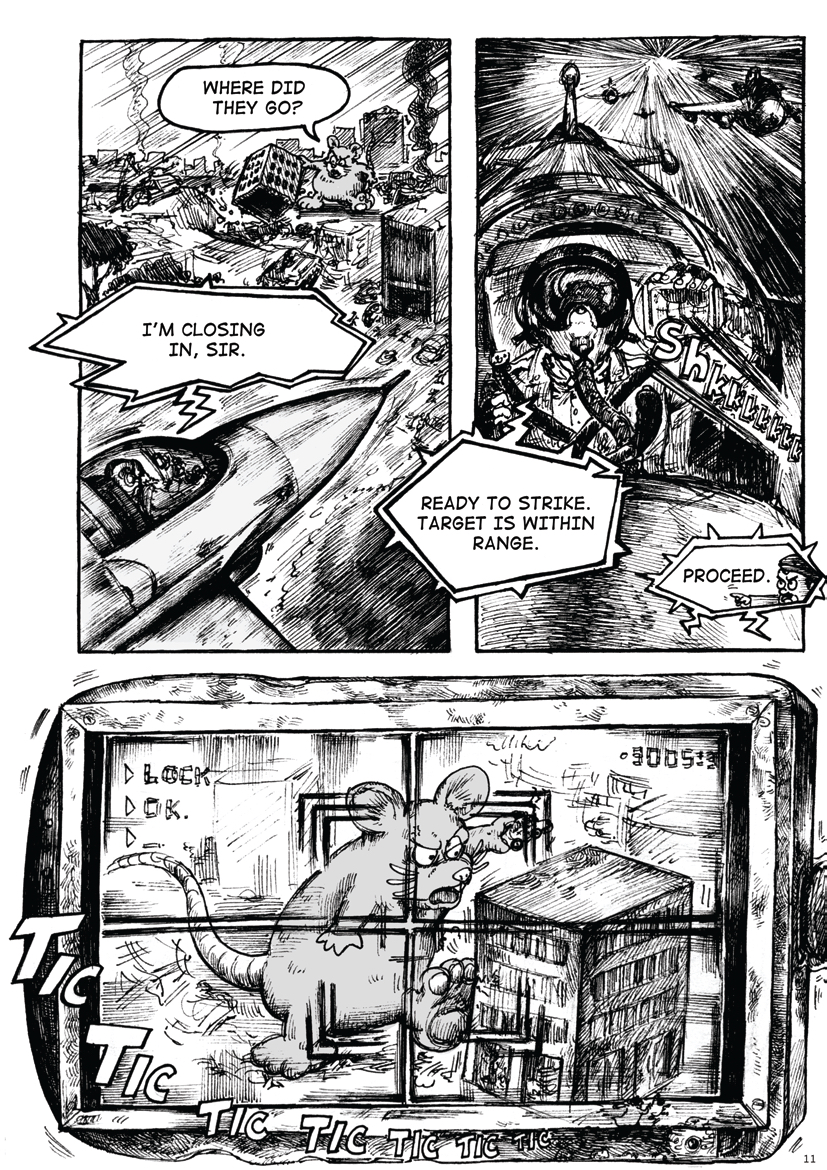 WHERE DID
THEY GO?
I'M CLOSING
IN, SIR.
READY TO STRIKE.
TARGET IS WITHIN
RANGE.
PROCEED.
LOCK
OK.
TIC
TIC
TIC
TIC
TIC
TIC
TIC
11